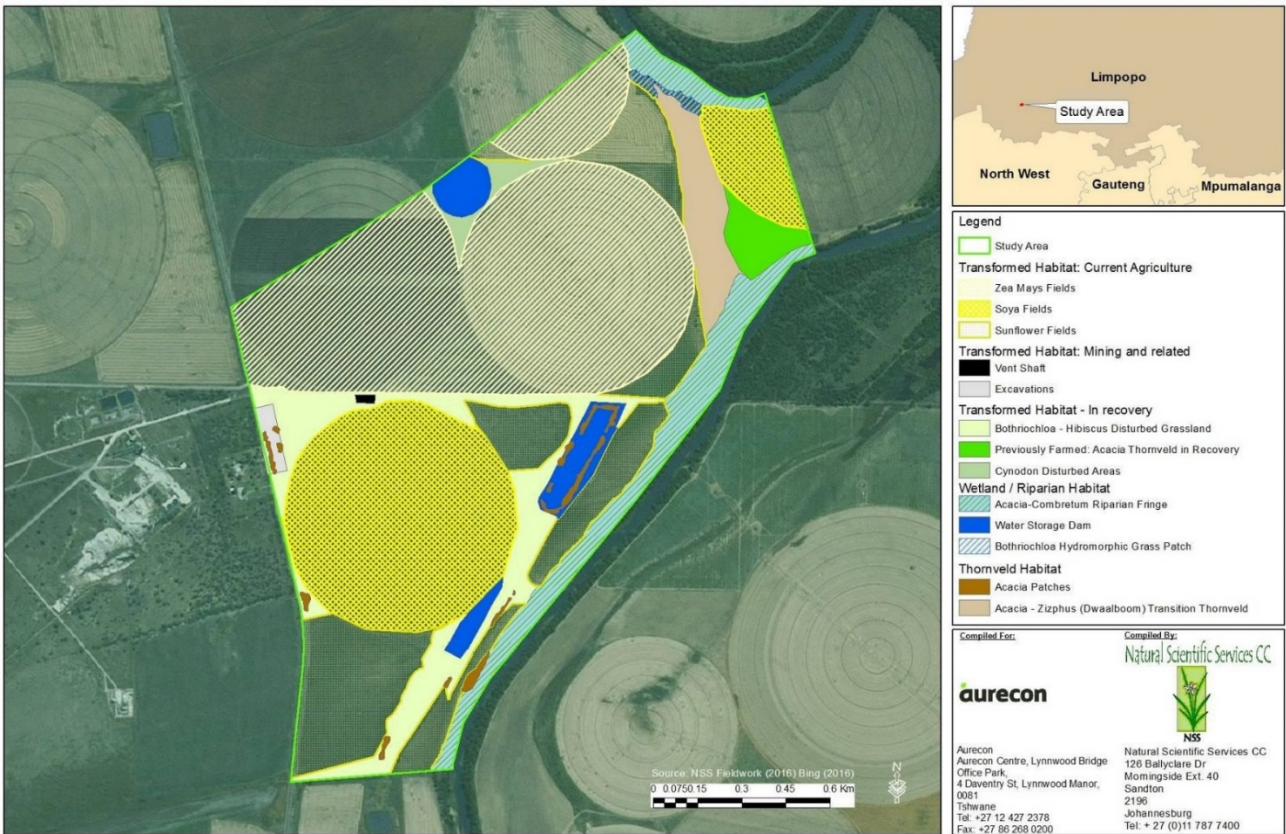 Limpopo
Study Area
North West
Gauteng
Mpumalanga
Legend
Study Area
Transformed Habitat: Current Agriculture
Zea Mays Fields
Soya Fields
Sunflower Fields
Transformed Habitat: Mining and related
Vent Shaft
Excavations
Transformed Habitat - In recovery
Bothriochloa - Hibiscus Disturbed Grassland
Previously Farmed: Acacia Thornveld in Recovery
Cynodon Disturbed Areas
Wetland / Riparian Habitat
Acacia-Combretum Riparian Fringe
Water Storage Dam
Bothriochloa Hydromorphic Grass Patch
Thornveld Habitat
Acacia Patches
Acacia - Zizphus (Dwaalboom) Transition Thornveld
Source: NSS Fieldwork (2016) Bing (2016)
0 0.075 0.15 0.3 0.45 0.6 Km
N
Compiled For:
aurecon
Aurecon
Aurecon Centre, Lynnwood Bridge
Office Park,
4 Daventry St, Lynnwood Manor,
0081
Tshwane
Tel: +27 12 427 2378
Fax: +27 86 268 0200
Compiled By:
Natural Scientific Services CC
NSS
Natural Scientific Services CC
126 Ballyclare Dr
Morningside Ext. 40
Sandton
2196
Johannesburg
Tel: + 27 (0)11 787 7400